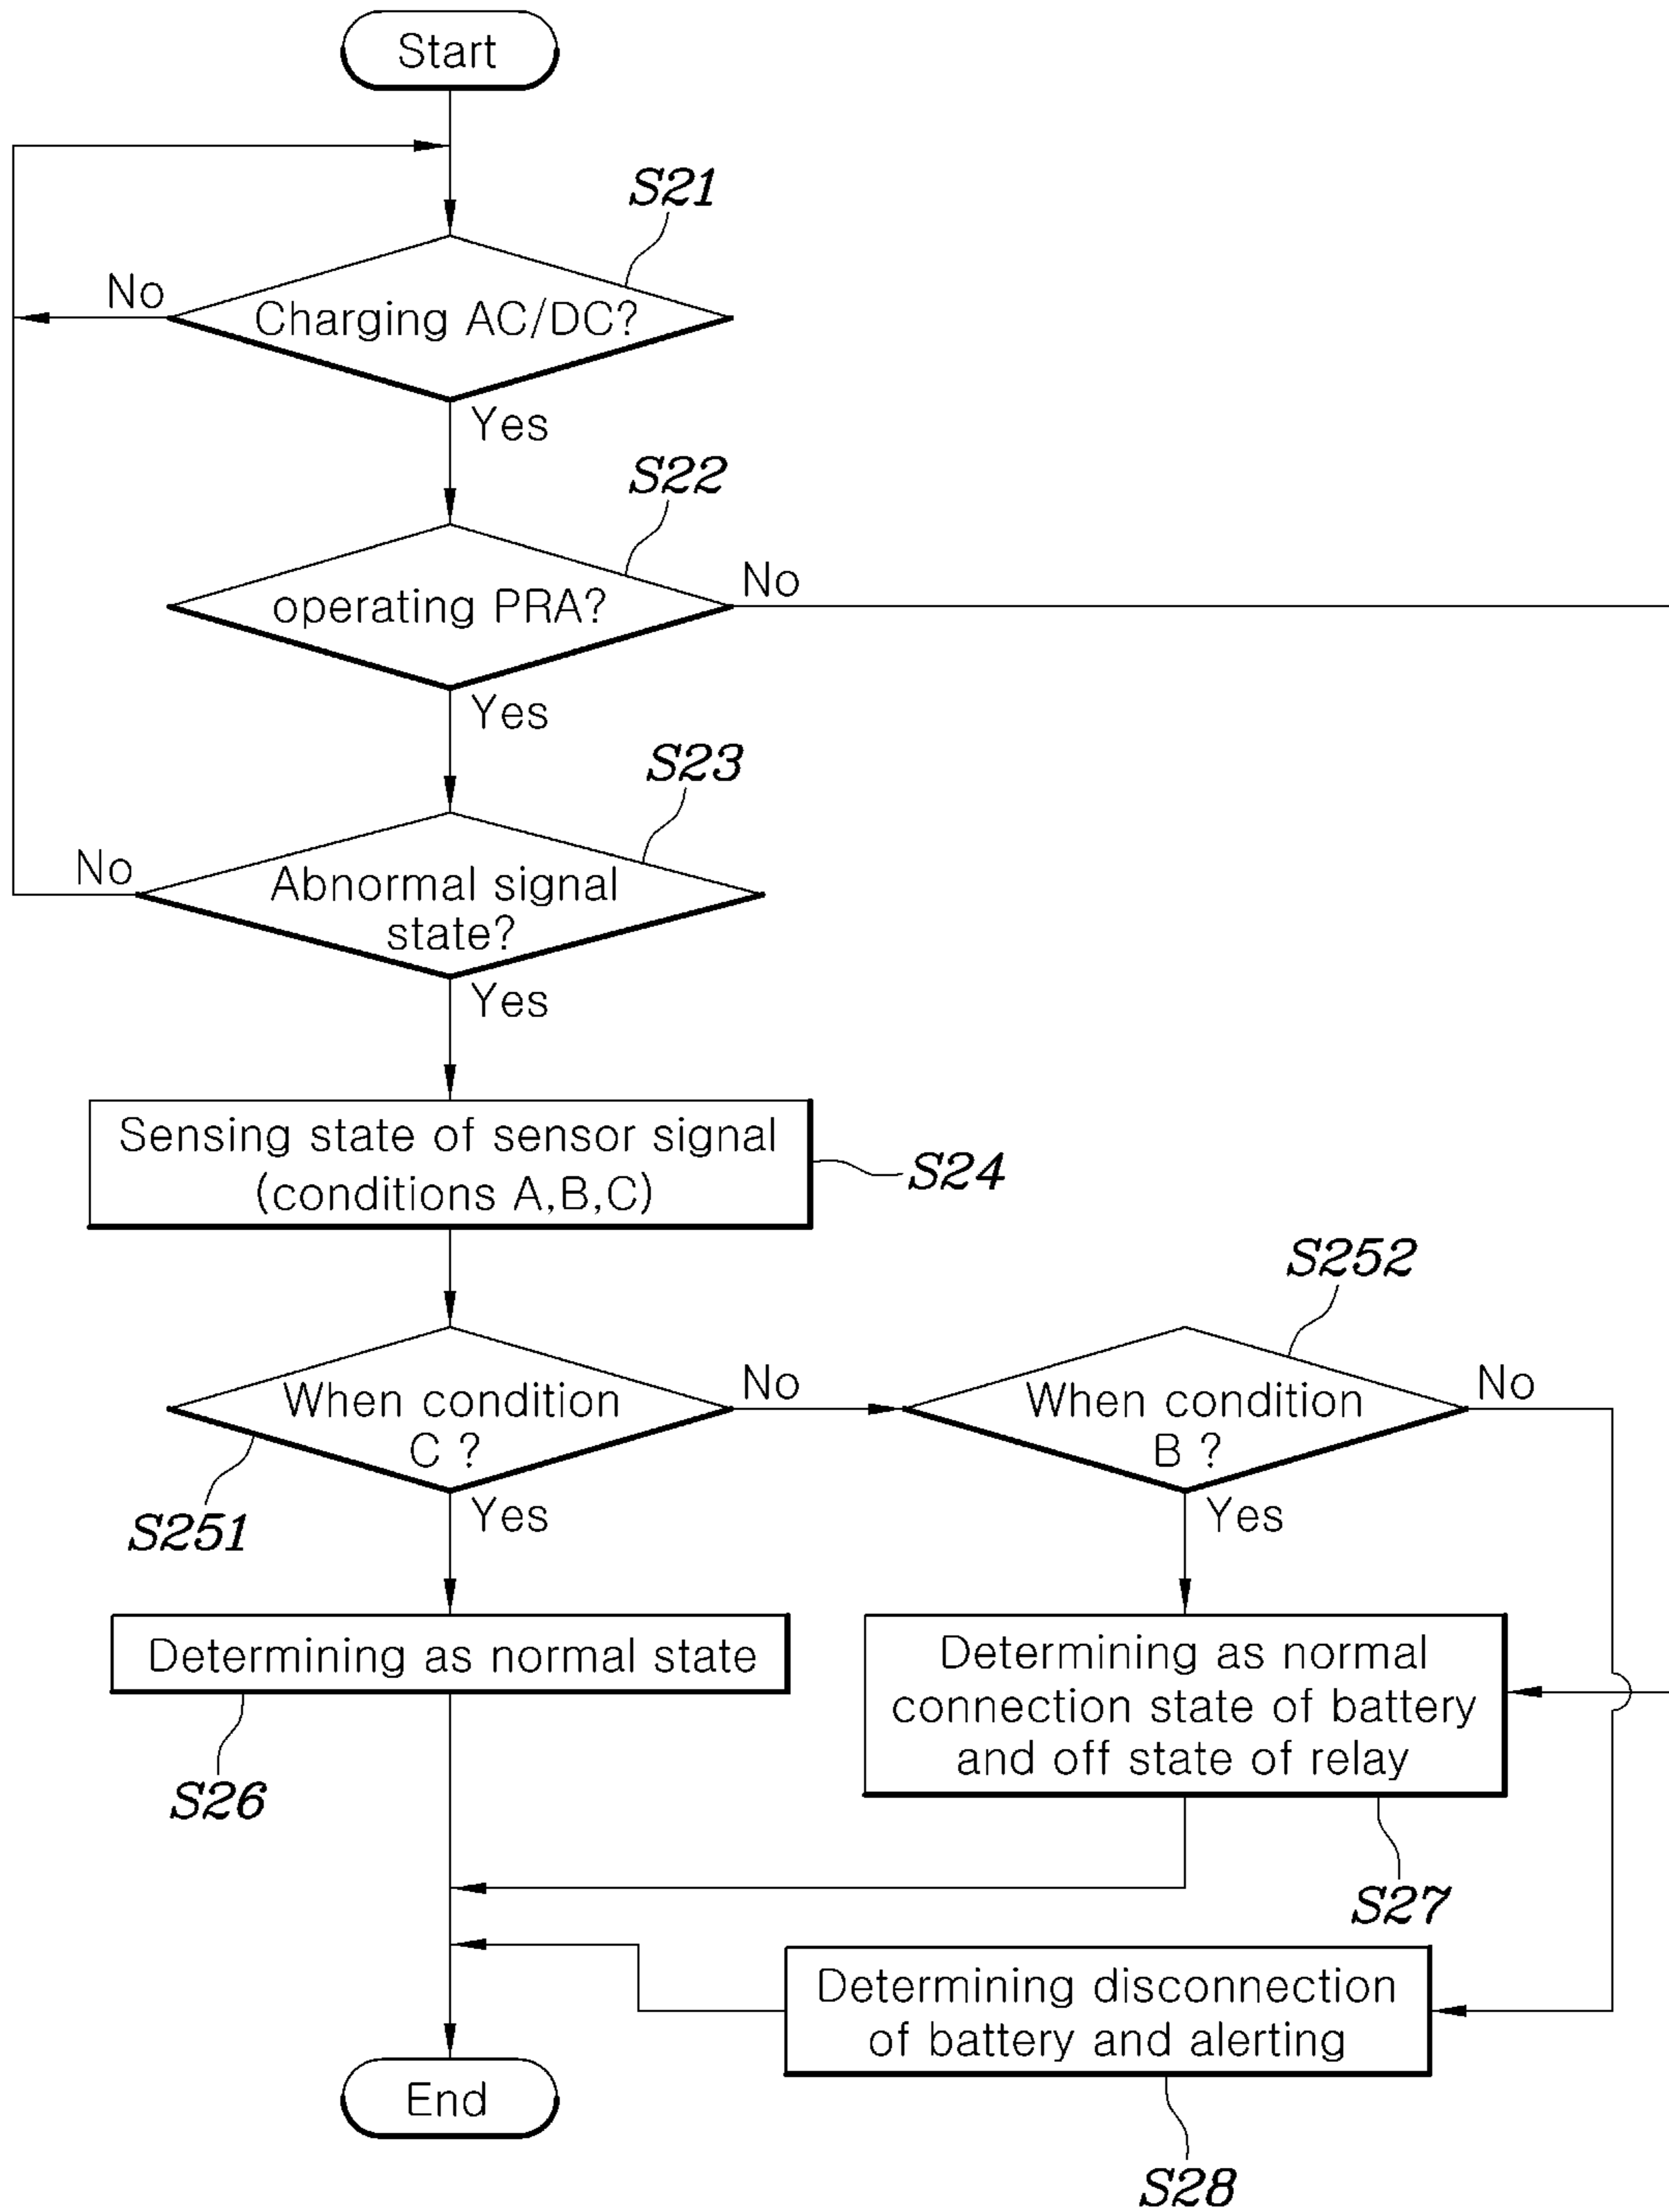 Start
S21
No
Charging AC/DC?
Yes
S22
No
operating PRA?
Yes
S23
No
Abnormal signal
state?
Yes
Sensing state of sensor signal
(conditions A,B,C)
S24
S252
When condition
C ?
No
When condition
B ?
No
S251
Yes
Yes
Determining as normal state
Determining as normal
connection state of battery
and off state of relay
S26
S27
Determining disconnection
of battery and alerting
End
S28